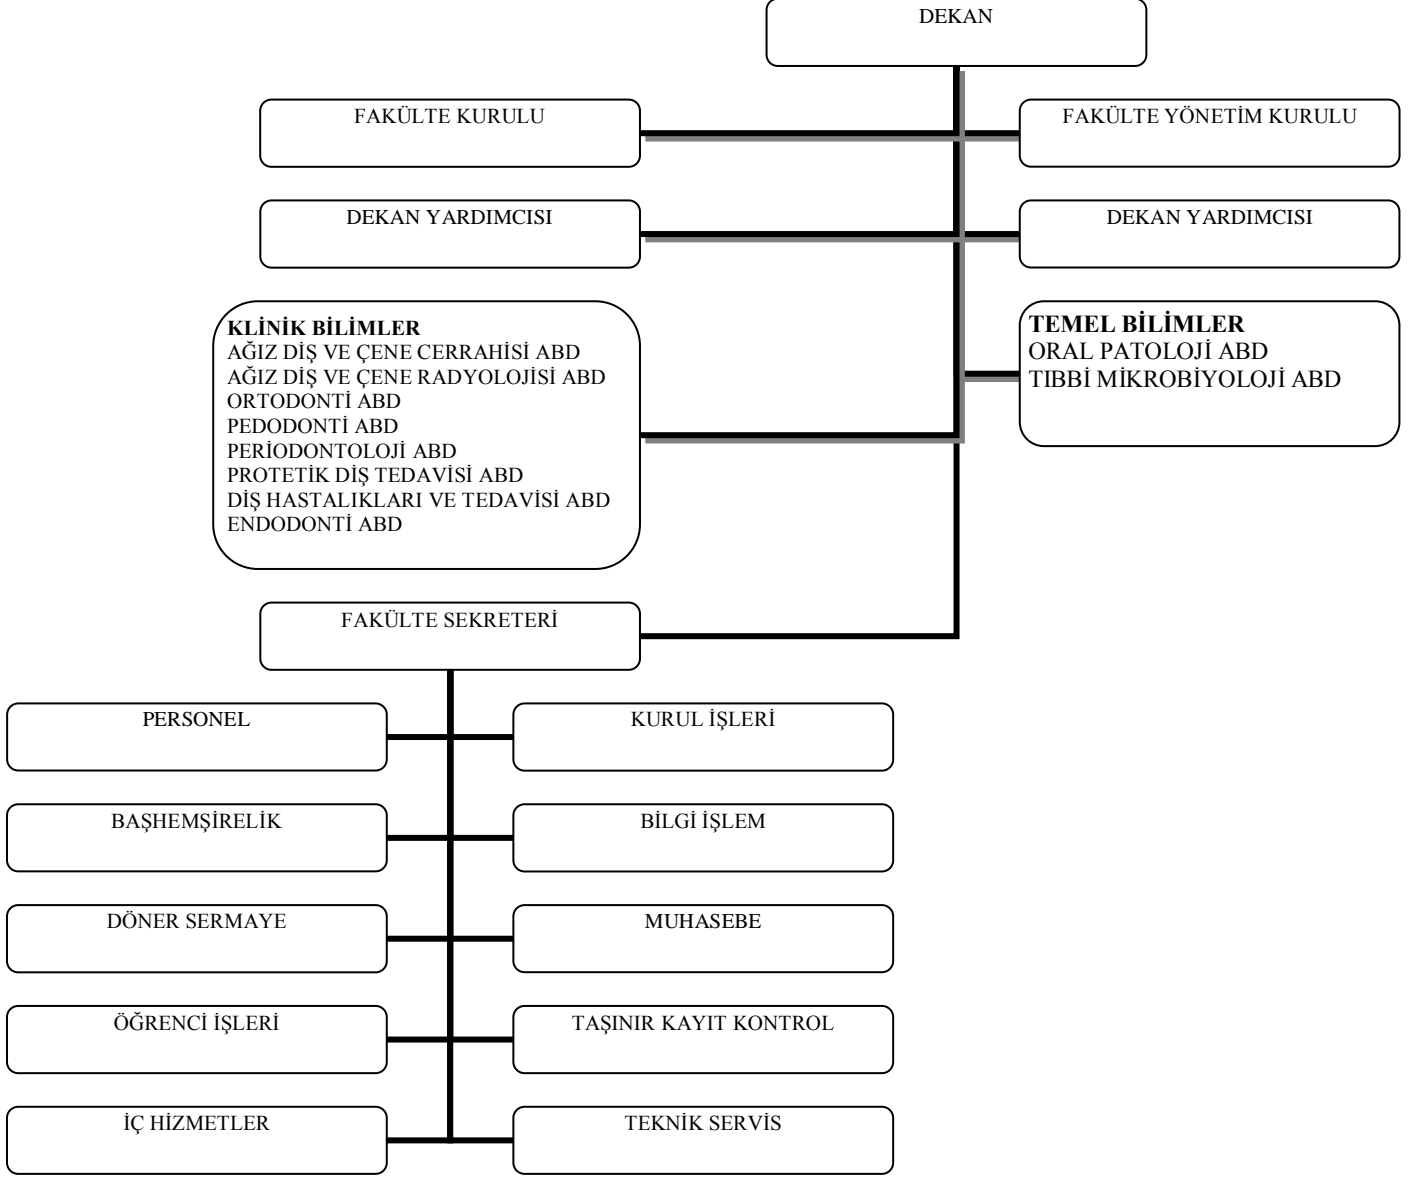 DEKAN
FAKÜLTE KURULU
FAKÜLTE YÖNETİM KURULU
DEKAN YARDIMCISI
DEKAN YARDIMCISI
KLİNİK BİLİMLER
AĞIZ DİŞ VE ÇENE CERRAHİSİ ABD
AĞIZ DİŞ VE ÇENE RADYOLOJİSİ ABD
ORTODONTİ ABD
PEDODONTİ ABD
PERİODONTOLOJİ ABD
PROTETİK DİŞ TEDAVİSİ ABD
DİŞ HASTALIKLARI VE TEDAVİSİ ABD
ENDODONTİ ABD
TEMEL BİLİMLER
ORAL PATOLOJİ ABD
TIBBİ MİKROBİYOLOJİ ABD
FAKÜLTE SEKRETERİ
PERSONEL
KURUL İŞLERİ
BAŞHEMŞİRELİK
BİLGİ İŞLEM
DÖNER SERMAYE
MUHASEBE
ÖĞRENCİ İŞLERİ
TAŞINIR KAYIT KONTROL
İÇ HİZMETLER
TEKNİK SERVİS